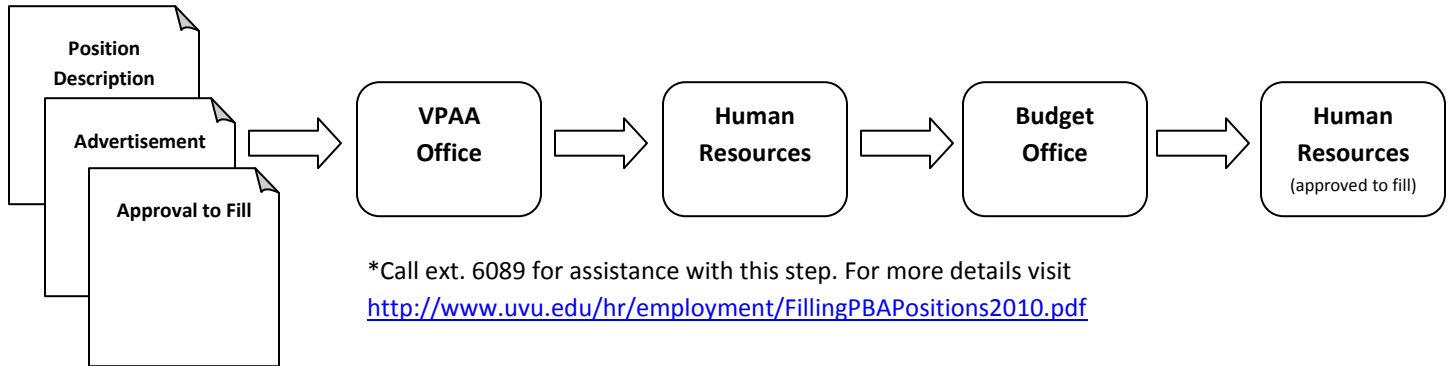 Position
Description
Advertisement
Approval to Fill
VPAA
Office
Human
Resources
Budget
Office
Human
Resources
(approved to fill)
*Call ext. 6089 for assistance with this step. For more details visit
http://www.uvu.edu/hr/employment/FillingPBAPositions2010.pdf